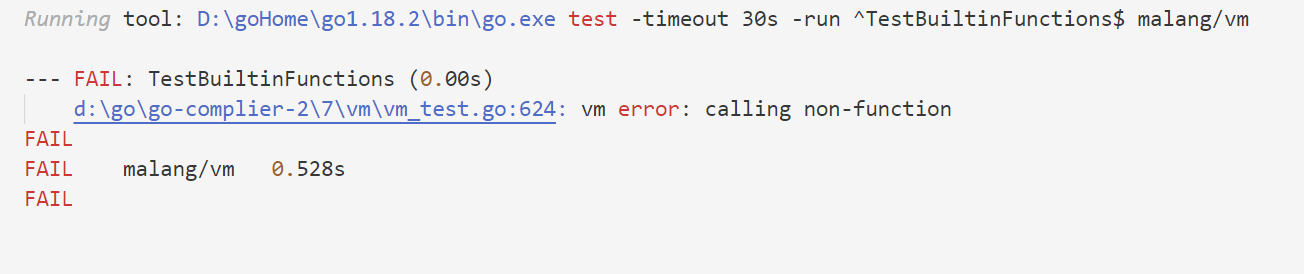 Running tool: D:\goHome\go1.18.2\bin\go.exe test -timeout 30s -run ^TestBuiltinFunctions$ malang/vm
--- FAIL: TestBuiltinFunctions (0.00s)
d:\go\go-complier-2\7\vm\vm_test.go:624: vm error: calling non-function
FAIL
FAIL malang/vm 0.528s
FAIL